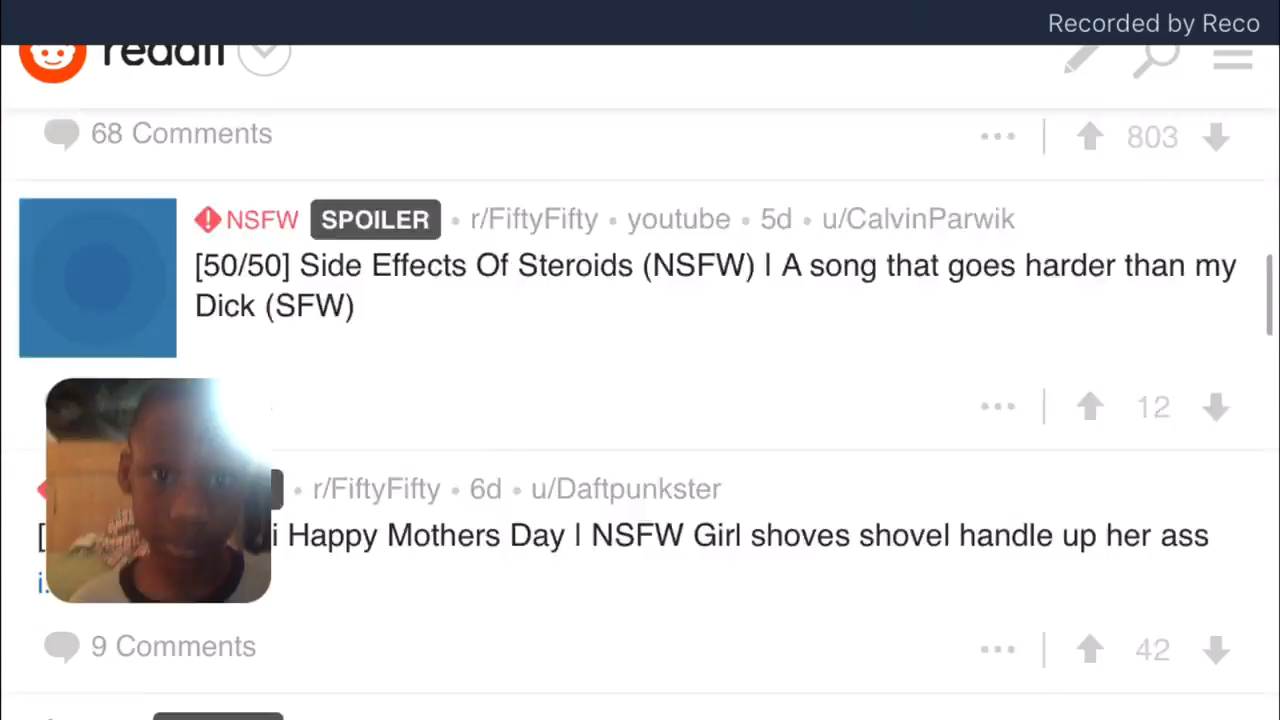 Recorded by Reco
reddit
68 Comments
803
NSFW SPOILER • r/FiftyFifty • youtube • 5d • u/CalvinParwik
[50/50] Side Effects Of Steroids (NSFW) | A song that goes harder than my
Dick (SFW)
12
• r/FiftyFifty • 6d • u/Daftpunkster
[ i Happy Mothers Day | NSFW Girl shoves shovel handle up her ass
i.
9 Comments
42